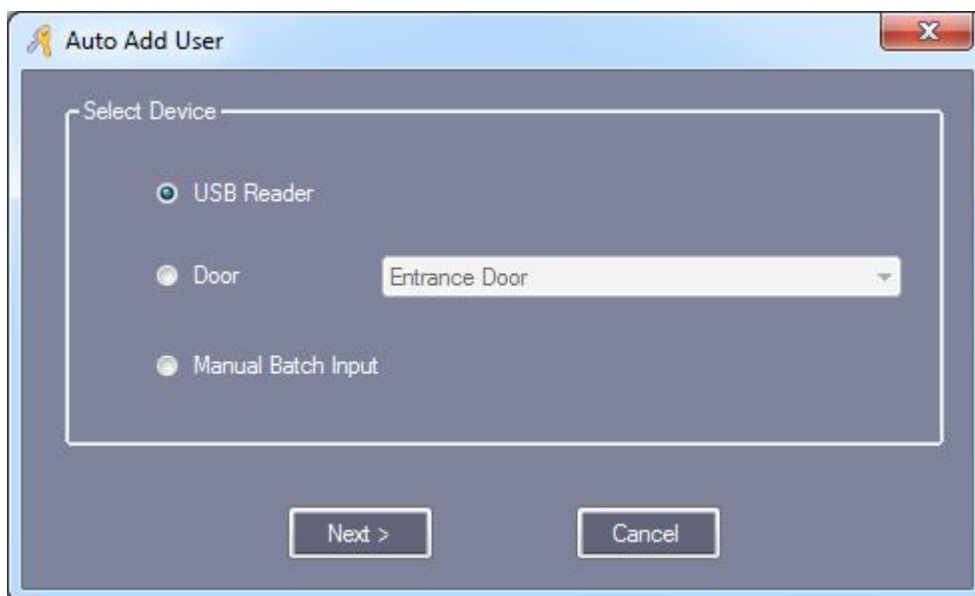 Auto Add User
Select Device
USB Reader
Door
Entrance Door
Manual Batch Input
Next >
Cancel